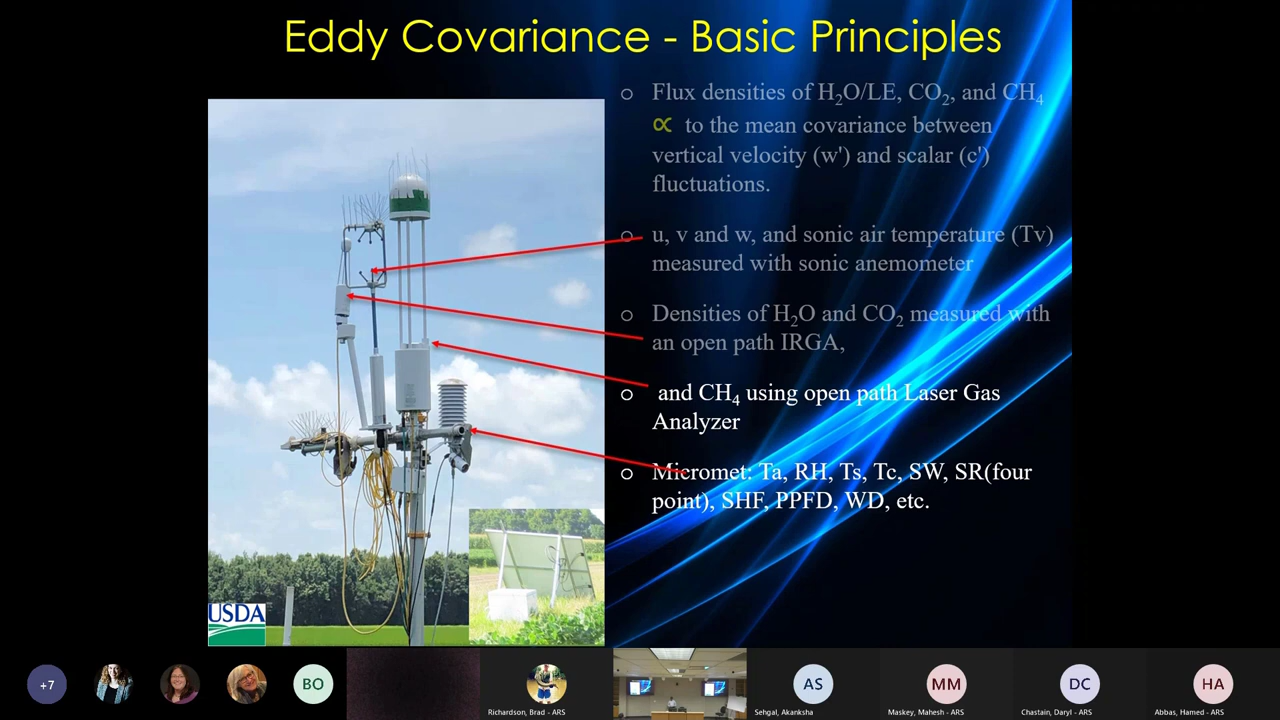 Eddy Covariance - Basic Principles
Flux densities of H₂O/LE, CO₂, and CH₄
∝ to the mean covariance between
vertical velocity (w') and scalar (c')
fluctuations.
u, v and w, and sonic air temperature (Tv)
measured with sonic anemometer
Densities of H₂O and CO₂ measured with
an open path IRGA,
and CH₄ using open path Laser Gas
Analyzer
Micromet: Ta, RH, Ts, Tc, SW, SR(four
point), SHF, PPFD, WD, etc.
USDA
+7
BO
AS
MM
DC
HA
Richardson, Brad - ARS
Sehgal, Akanksha
Maskey, Mahesh - ARS
Chastain, Daryl - ARS
Abbas, Hamed - ARS